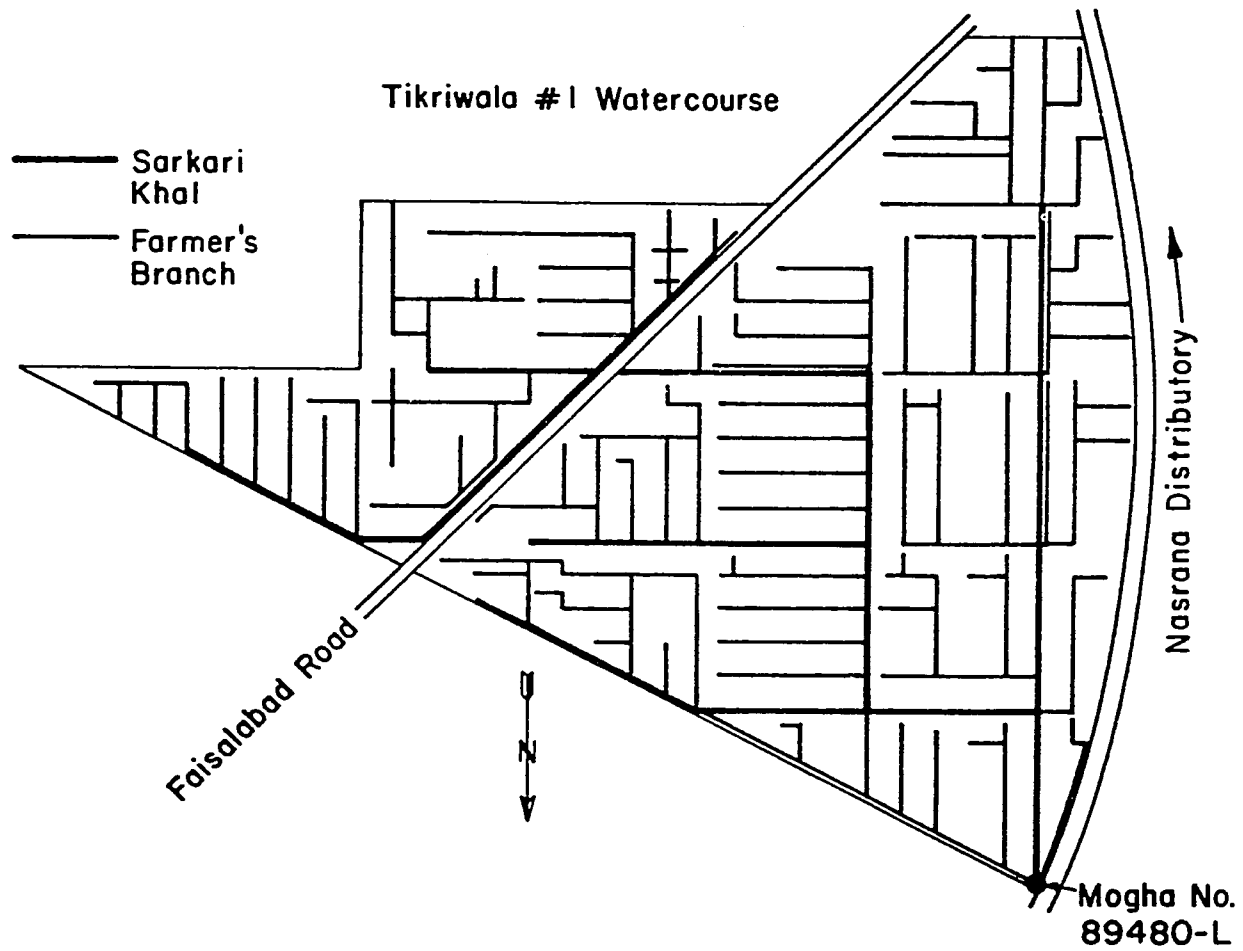 Tikriwala #1 Watercourse
Sarkari
Khal
Farmer's
Branch
Nasrana Distributory
Faisalabad Road
N
Mogha No.
89480-L